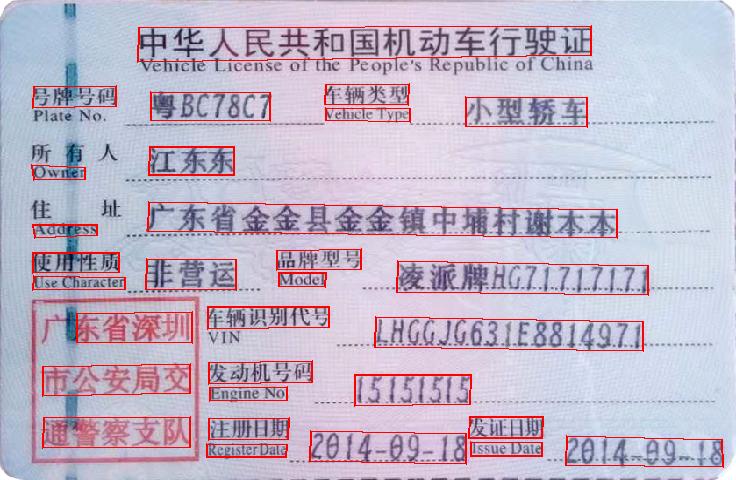 中华人民共和国机动车行驶证
Vehicle License of the People's Republic of China
号牌号码 粤BC78C7 车辆类型 小型轿车
Plate No. Vehicle Type
所有人 江东东
Owner
住址 广东省金金县金金镇中埔村谢木木
Address
使用性质 非营运 品牌型号 凌派牌HG71717171
Use Character Model
广东省深圳
市公安局交
通警察支队
车辆识别代号 LHGGJG631E8814971
VIN
发动机号码 15151515
Engine No
注册日期 2014-09-18 发证日期 2014-09-18
Register Date Issue Date